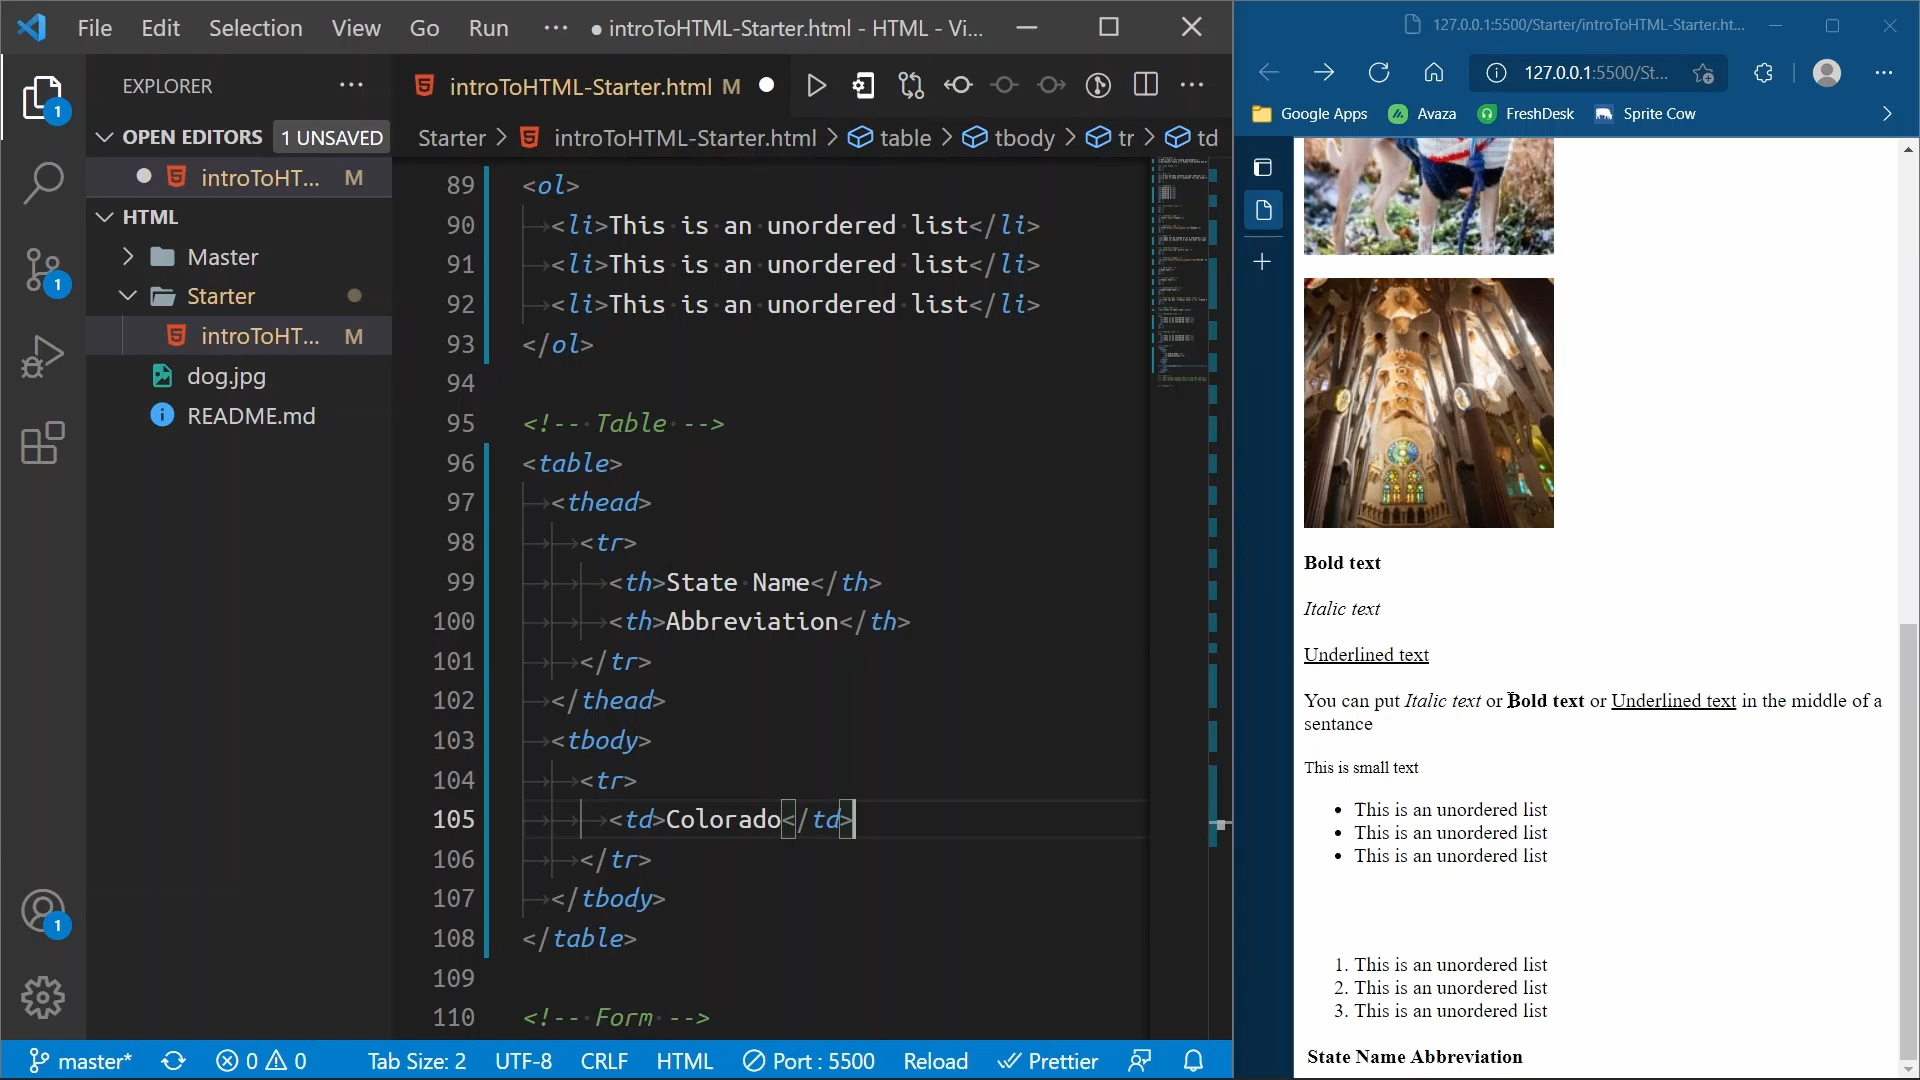 File Edit Selection View Go Run ··· ● introToHTML-Starter.html - HTML - Vi...
EXPLORER ···
OPEN EDITORS 1 UNSAVED
introToHT... M
HTML
Master
Starter
introToHT... M
dog.jpg
README.md
1
1
1
introToHTML-Starter.html M
Starter > introToHTML-Starter.html > table > tbody > tr > td
89 <ol>
90 <li>This is an unordered list</li>
91 <li>This is an unordered list</li>
92 <li>This is an unordered list</li>
93 </ol>
94
95 <!-- Table -->
96 <table>
97 <thead>
98 <tr>
99 <th>State Name</th>
100 <th>Abbreviation</th>
101 </tr>
102 </thead>
103 <tbody>
104 <tr>
105 <td>Colorado</td>
106 </tr>
107 </tbody>
108 </table>
109
110 <!-- Form -->
master* 0 0 Tab Size: 2 UTF-8 CRLF HTML Port : 5500 Reload Prettier
127.0.0.1:5500/Starter/introToHTML-Starter.ht...
127.0.0.1:5500/St...
Google Apps Avaza FreshDesk Sprite Cow
Bold text
Italic text
Underlined text
You can put Italic text or Bold text or Underlined text in the middle of a
sentance
This is small text
• This is an unordered list
• This is an unordered list
• This is an unordered list
1. This is an unordered list
2. This is an unordered list
3. This is an unordered list
State Name Abbreviation